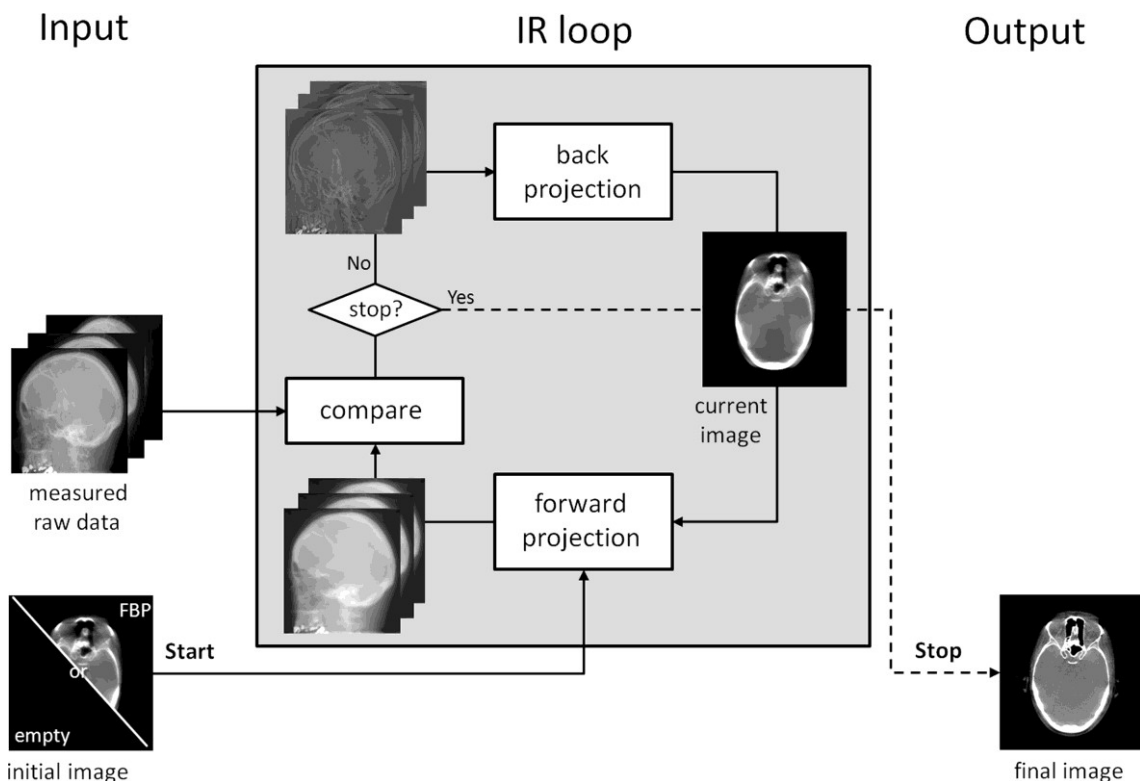 Input
IR loop
Output
back
projection
No
stop?
Yes
compare
current
image
measured
raw data
forward
projection
FBP
or
empty
Start
Stop
initial image
final image